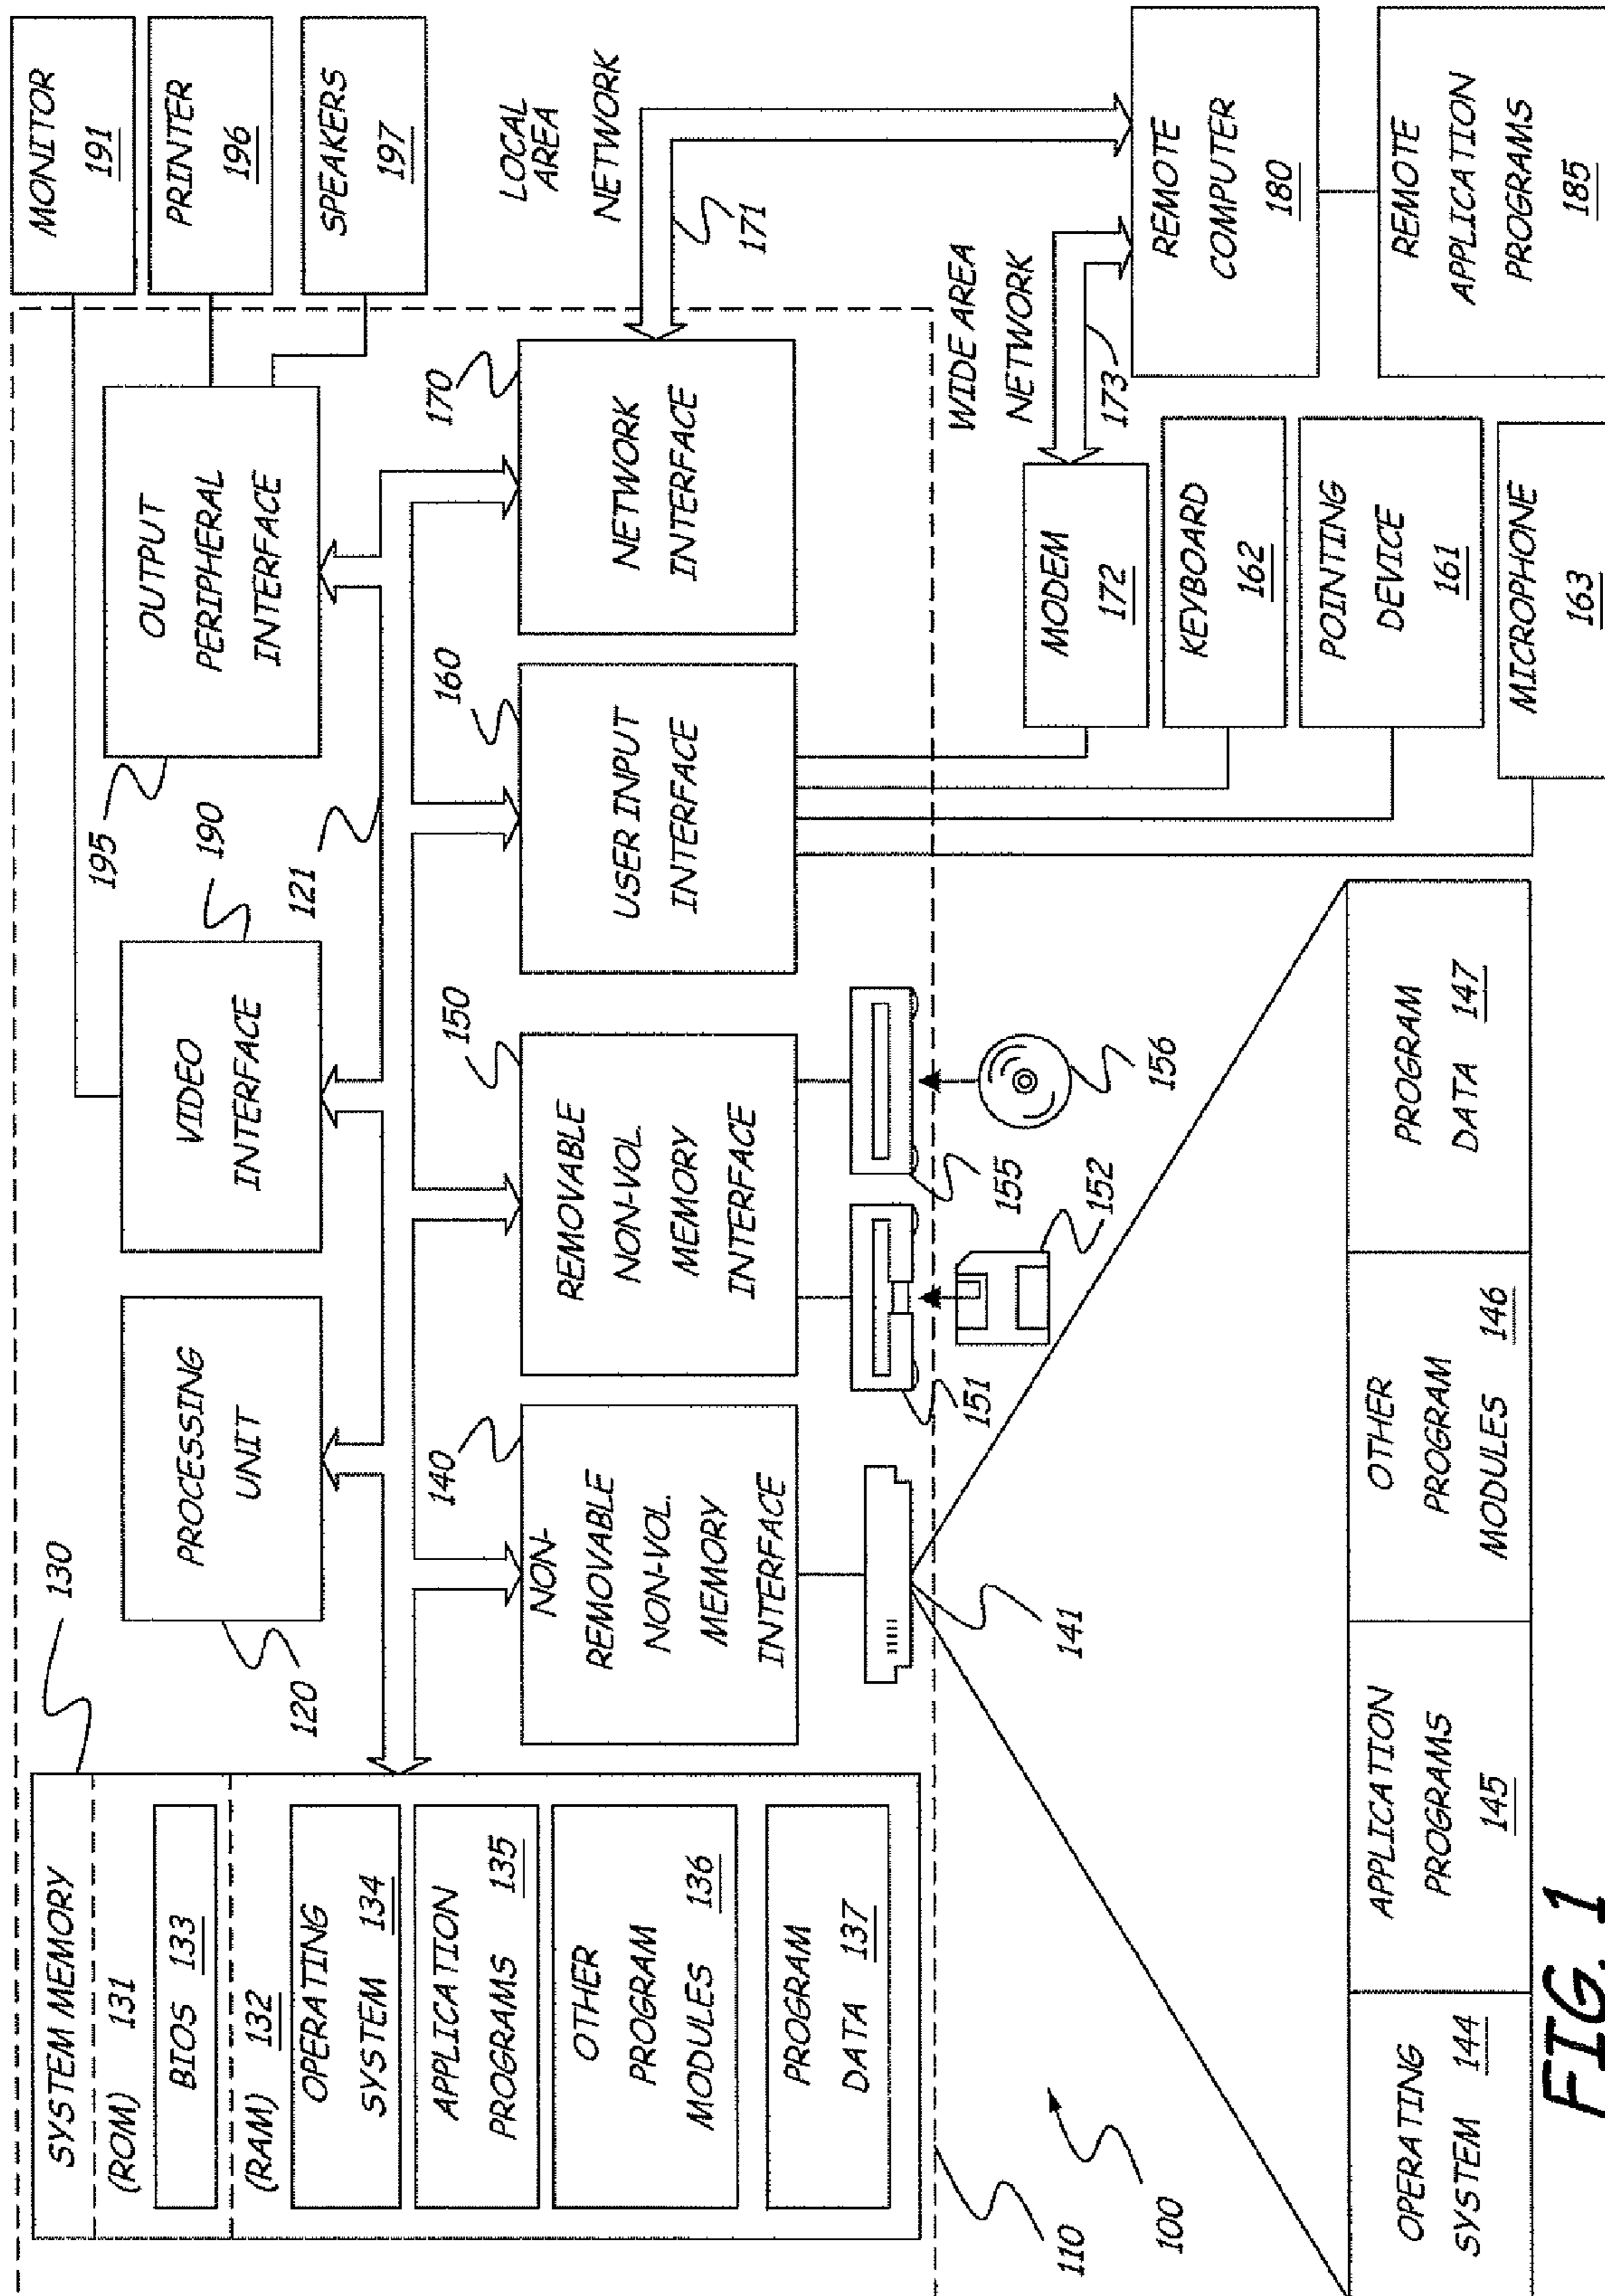 SYSTEM MEMORY
(ROM) 131
BIOS 133
(RAM) 132
OPERATING
SYSTEM 134
APPLICATION
PROGRAMS 135
OTHER
PROGRAM
MODULES 136
PROGRAM
DATA 137
130
PROCESSING
UNIT
120
VIDEO
INTERFACE
190
OUTPUT
PERIPHERAL
INTERFACE
195
121
MONITOR
191
PRINTER
196
SPEAKERS
197
140
NON-
REMOVABLE
NON-VOL.
MEMORY
INTERFACE
150
REMOVABLE
NON-VOL.
MEMORY
INTERFACE
160
USER INPUT
INTERFACE
170
NETWORK
INTERFACE
LOCAL
AREA
NETWORK
171
141
151
152
155
156
WIDE AREA
NETWORK
173
MODEM
172
KEYBOARD
162
POINTING
DEVICE
161
MICROPHONE
163
REMOTE
COMPUTER
180
REMOTE
APPLICATION
PROGRAMS
185
110
100
OPERATING
SYSTEM 144
APPLICATION
PROGRAMS
145
OTHER
PROGRAM
MODULES 146
PROGRAM
DATA 147
FIG. 1